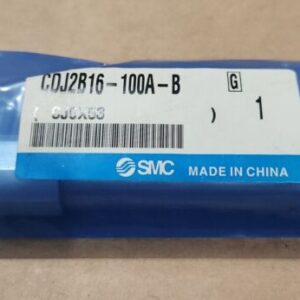 CDJ2B16-100A-B G
( ) 1
SMC MADE IN CHINA